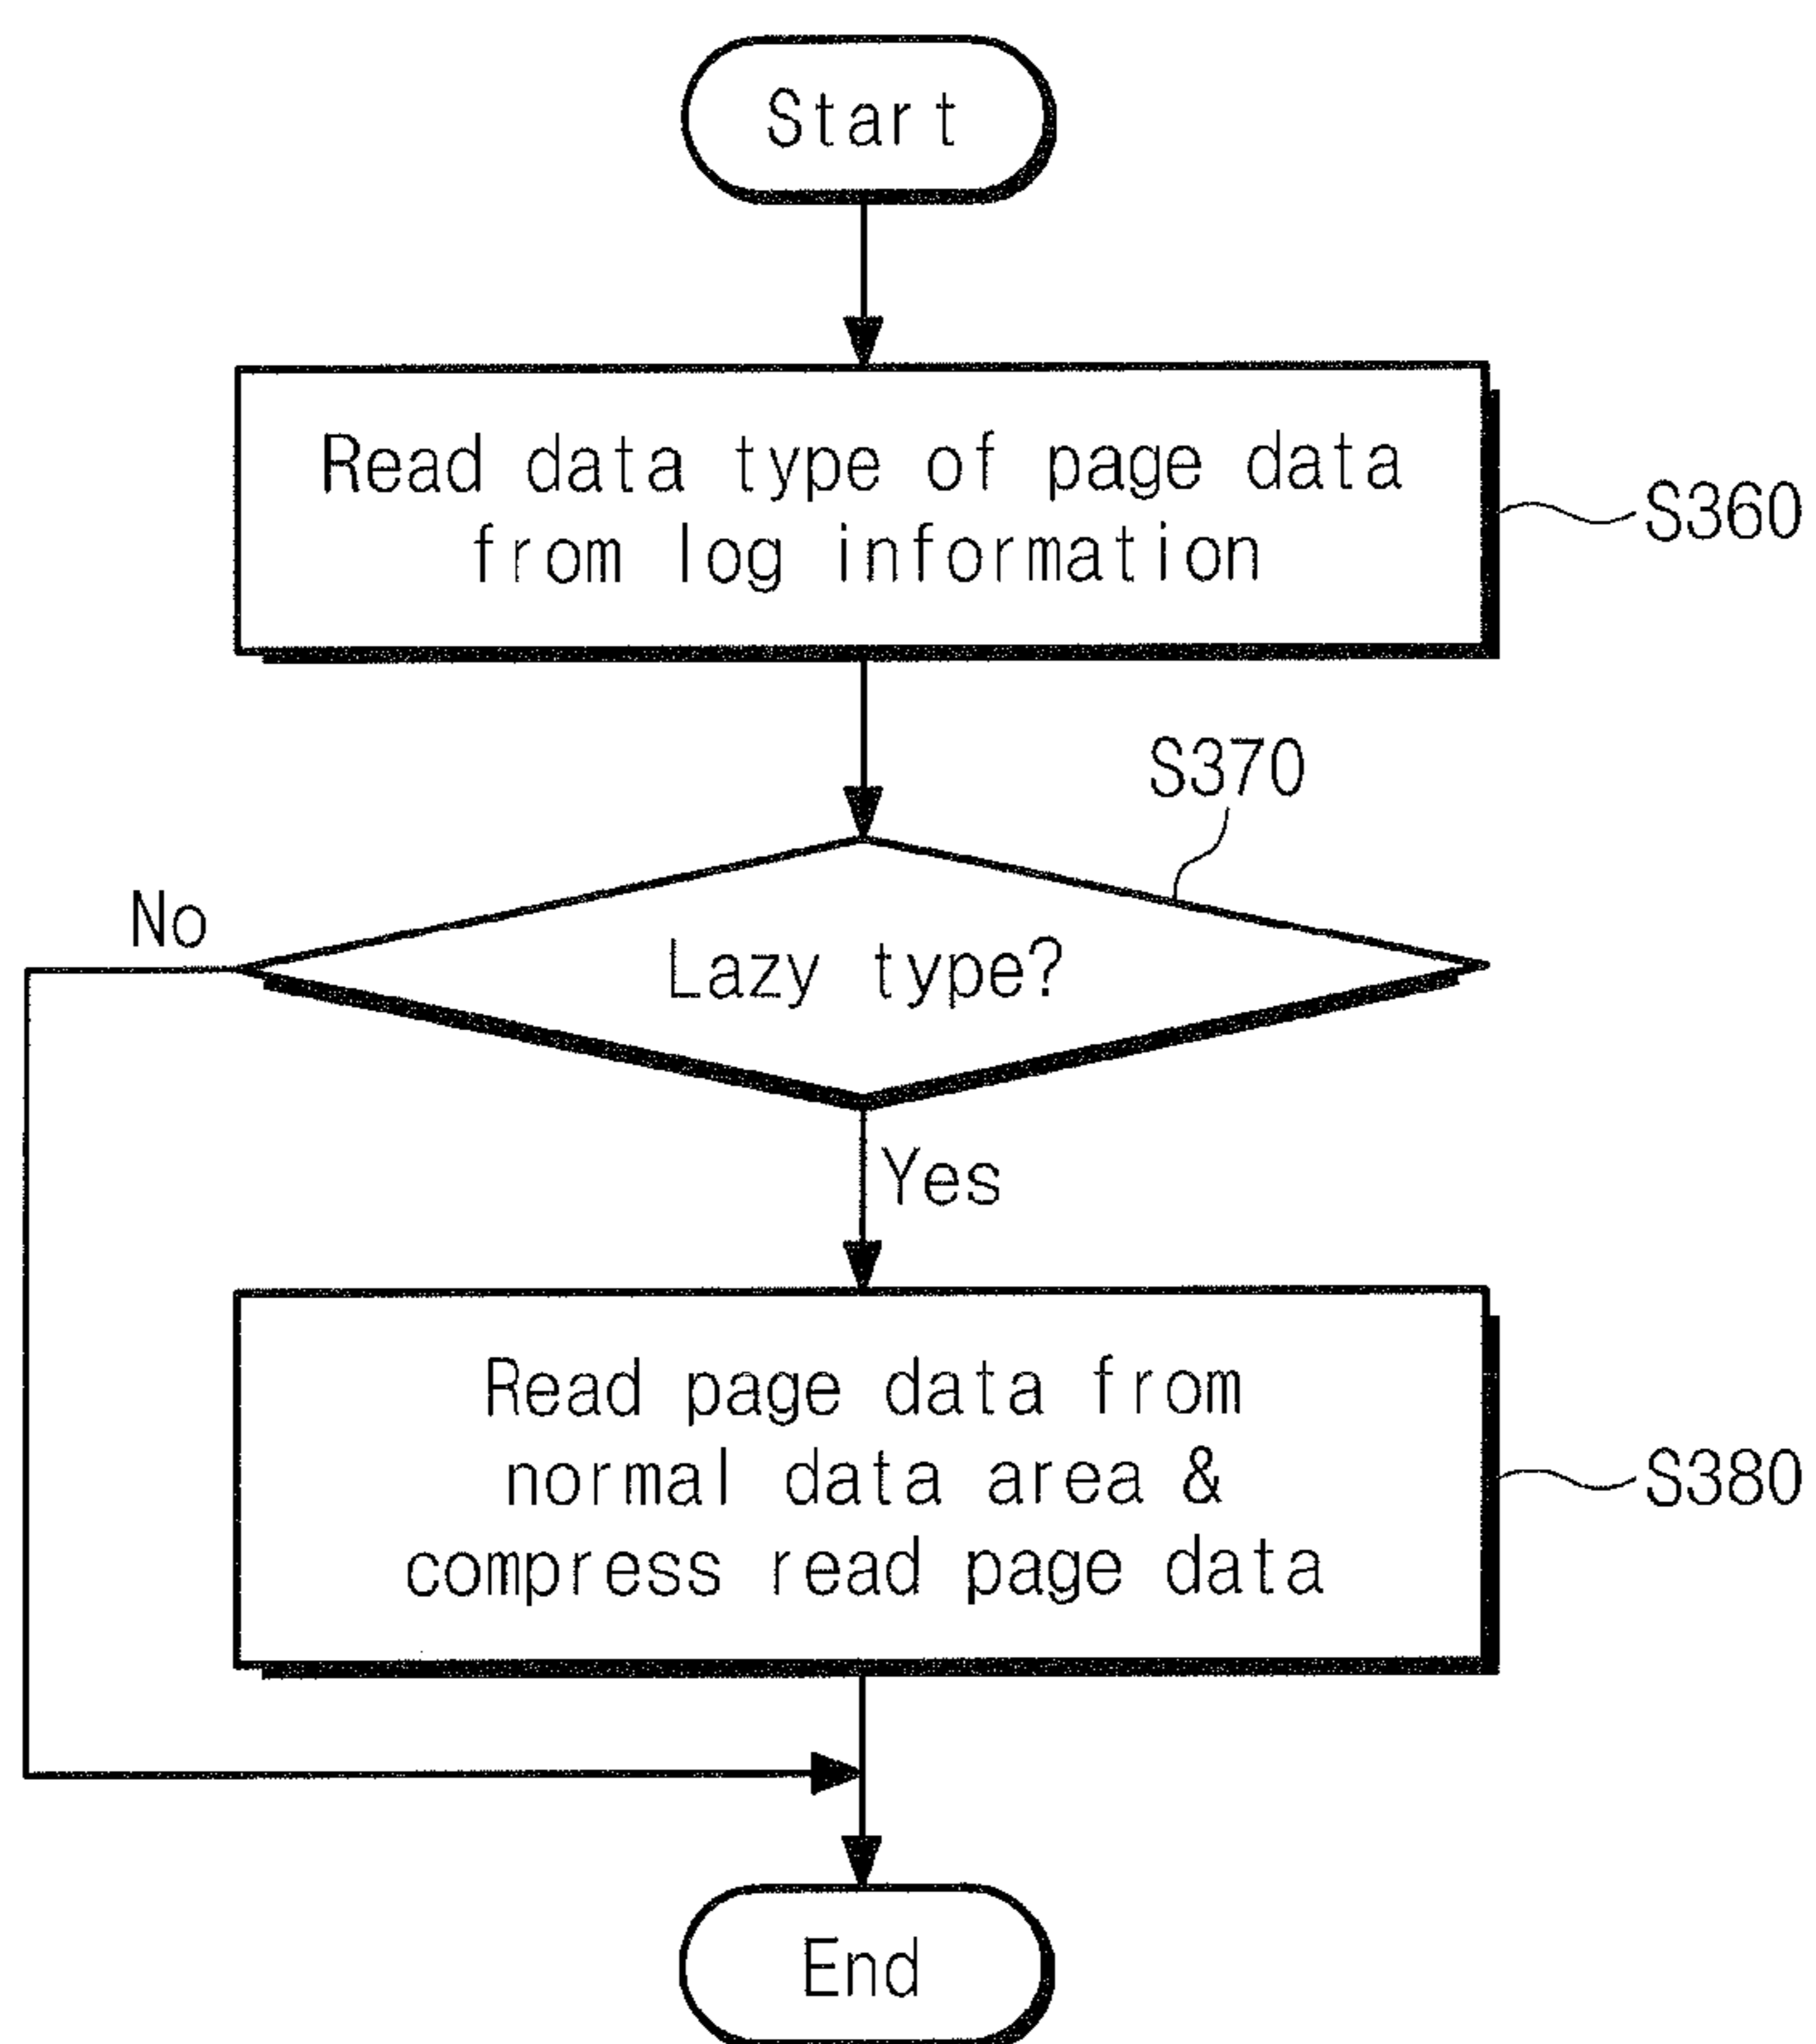 Start
Read data type of page data
from log information
S360
S370
No
Lazy type?
Yes
Read page data from
normal data area &
compress read page data
S380
End